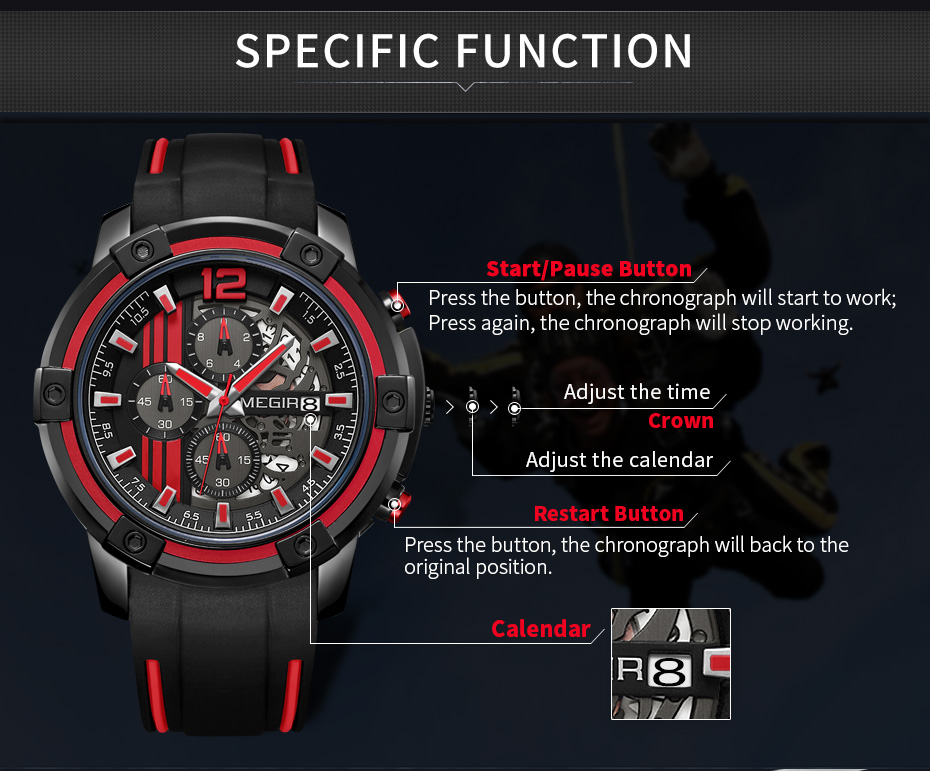 SPECIFIC FUNCTION
Start/Pause Button
Press the button, the chronograph will start to work;
Press again, the chronograph will stop working.
12
10.5
1.5
9.5
2.5
8.5
3.5
7.5
4.5
6.5
5.5
8
2
6
4
60
45
15
30
MEGIR 8
60
45
15
30
13
11
4
Adjust the time
Crown
Adjust the calendar
Restart Button
Press the button, the chronograph will back to the
original position.
Calendar
IR 8